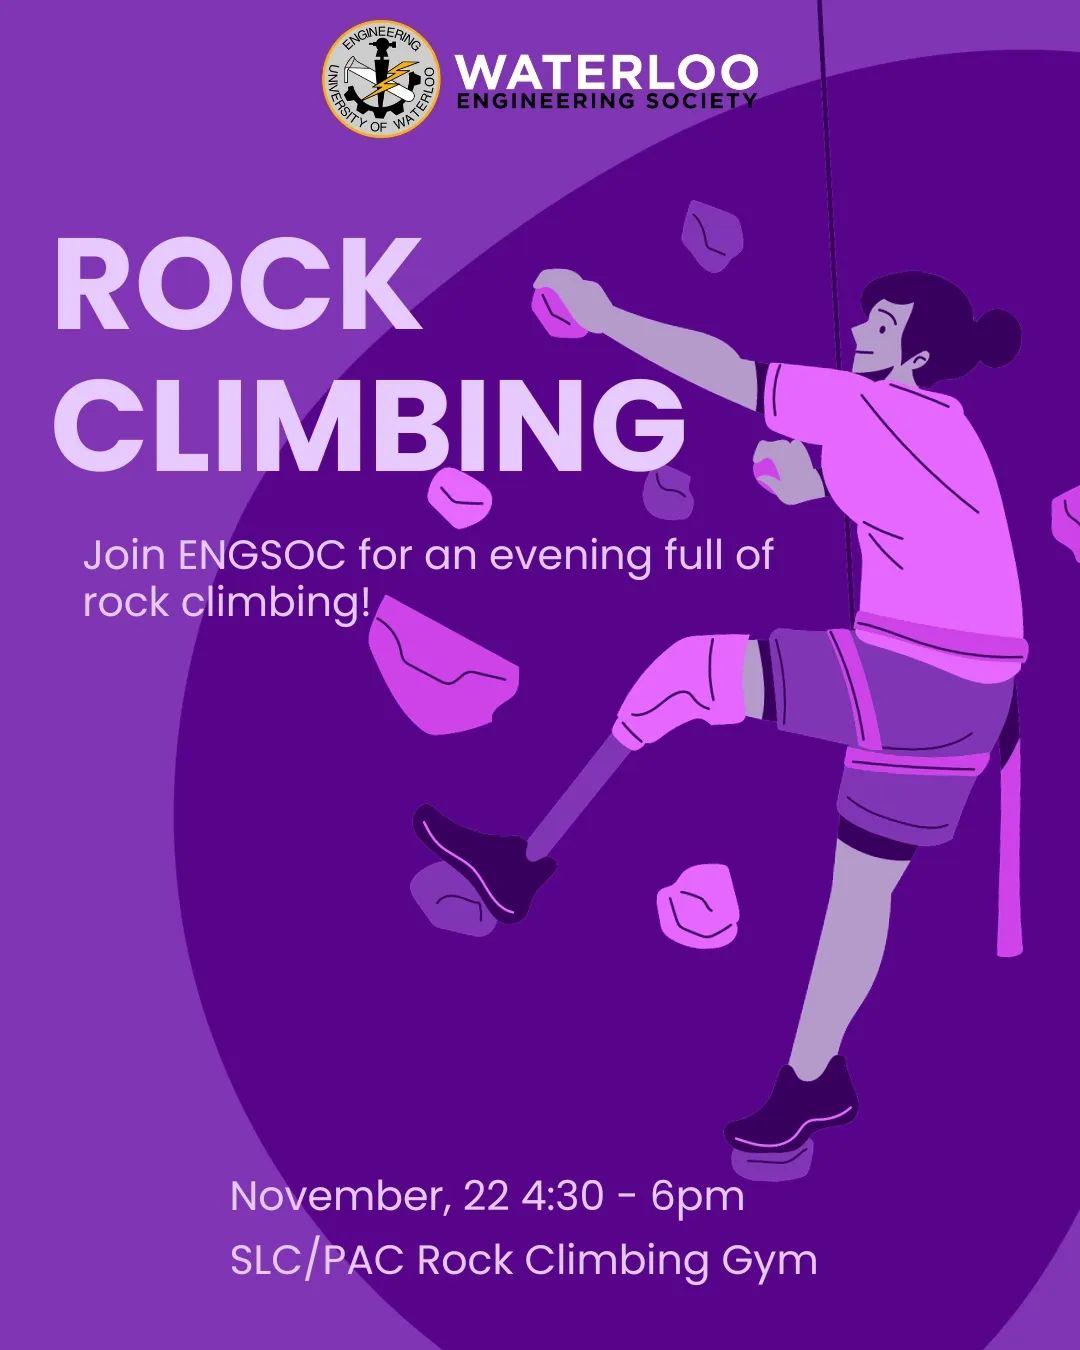 ENGINEERING
UNIVERSITY OF WATERLOO
WATERLOO
ENGINEERING SOCIETY
ROCK
CLIMBING
Join ENGSOC for an evening full of
rock climbing!
November, 22 4:30 - 6pm
SLC/PAC Rock Climbing Gym